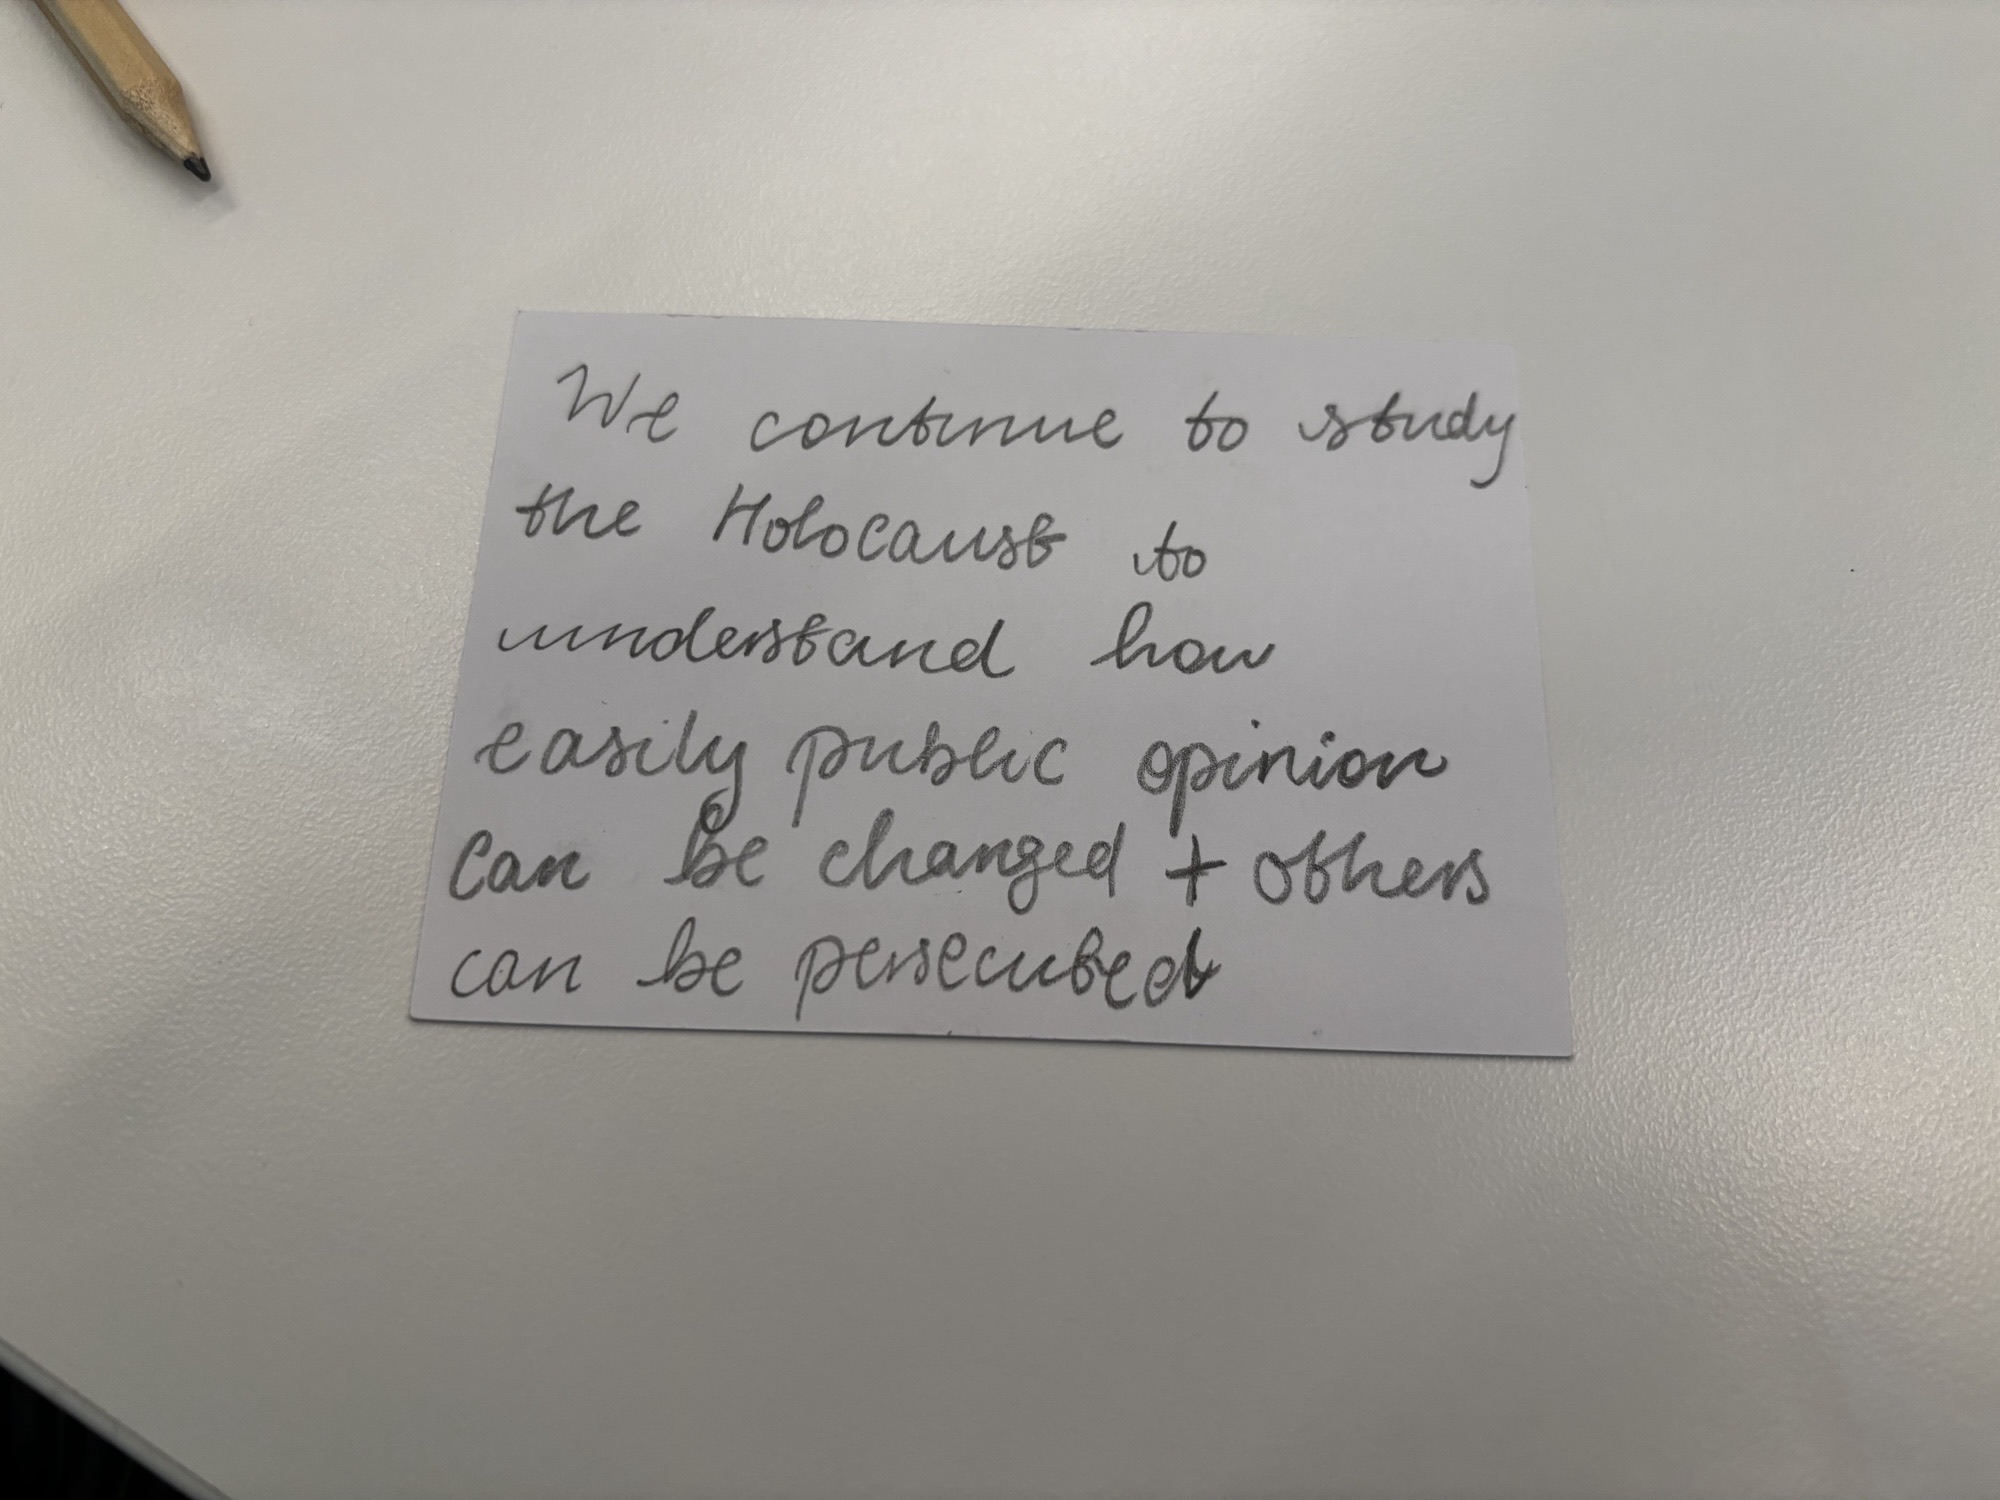 We continue to study
the Holocaust to
understand how
easily public opinion
can be changed + others
can be persecuted